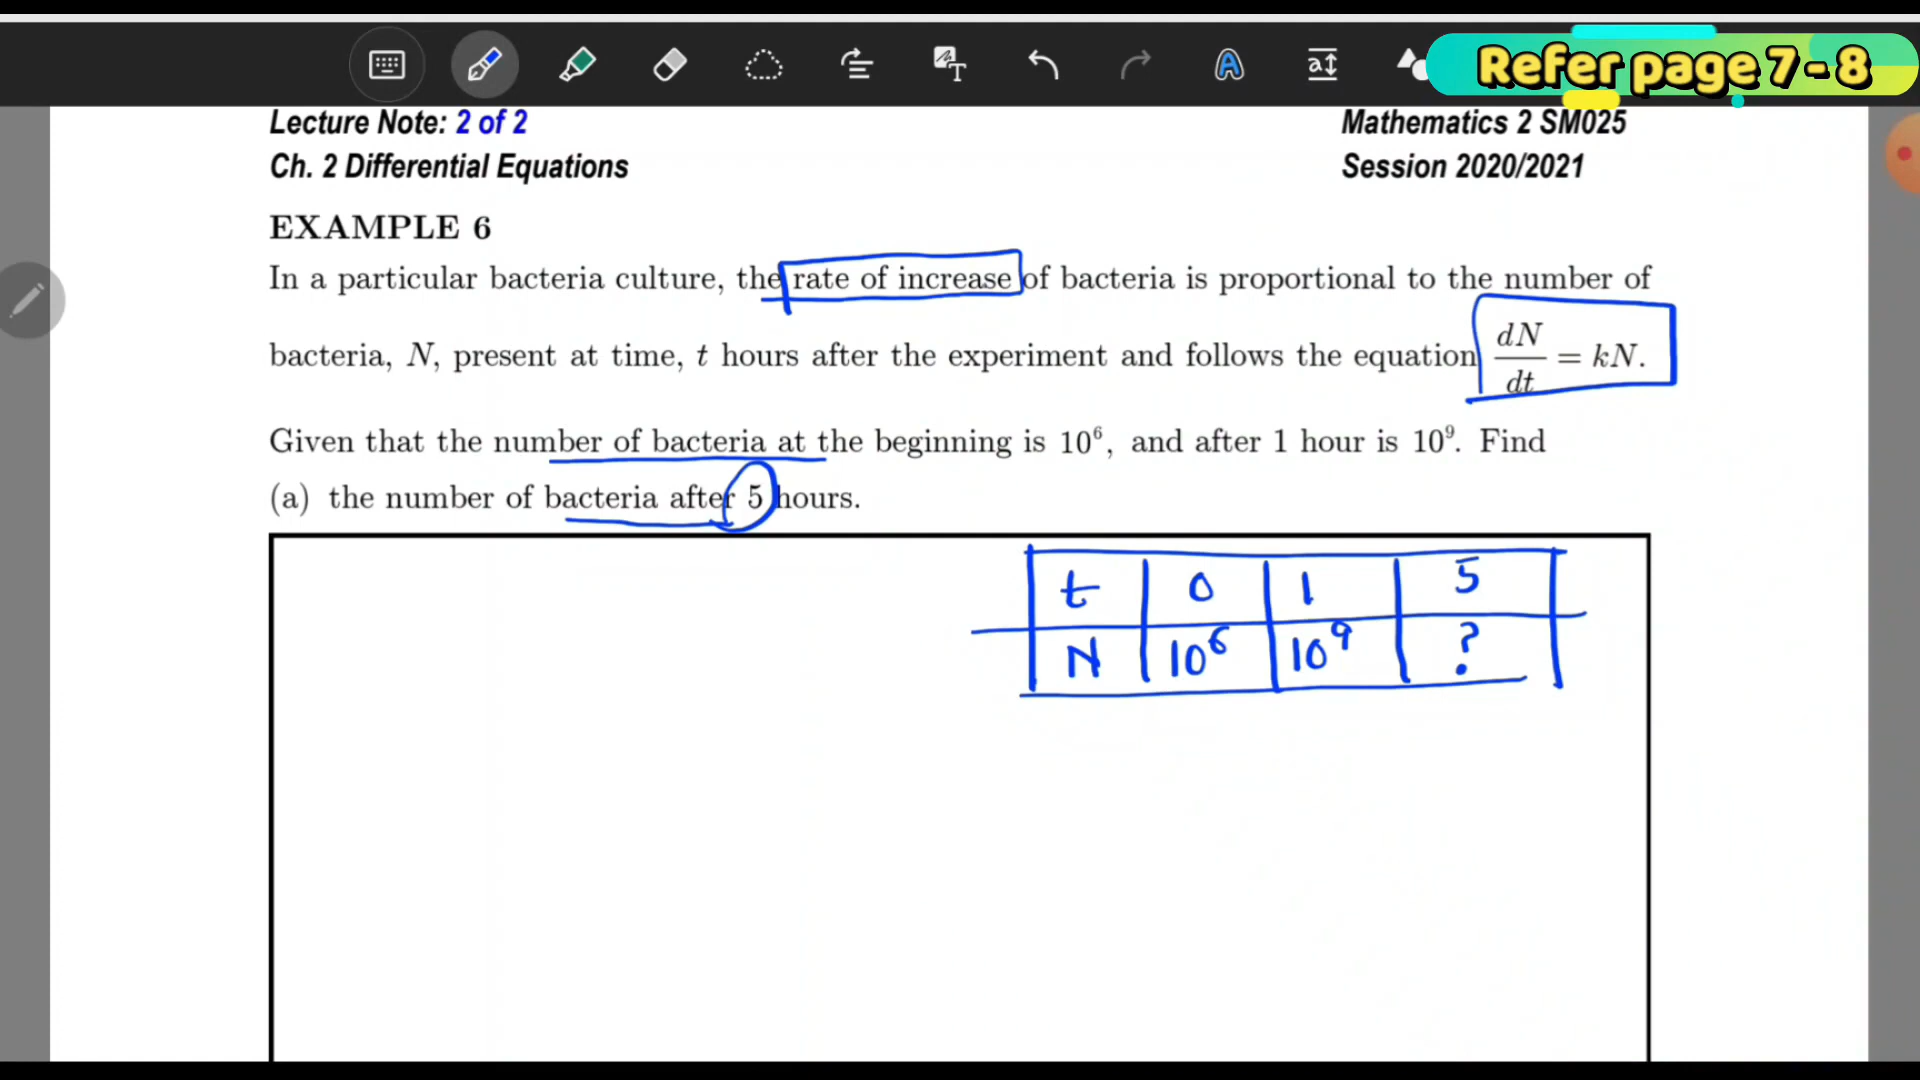 Refer page 7 - 8
Lecture Note: 2 of 2
Mathematics 2 SM025
Ch. 2 Differential Equations
Session 2020/2021
EXAMPLE 6
In a particular bacteria culture, the rate of increase of bacteria is proportional to the number of
bacteria, N, present at time, t hours after the experiment and follows the equation dN/dt = kN.
Given that the number of bacteria at the beginning is 10⁶, and after 1 hour is 10⁹. Find
(a) the number of bacteria after 5 hours.
t 0 1 5
N 10⁶ 10⁹ ?